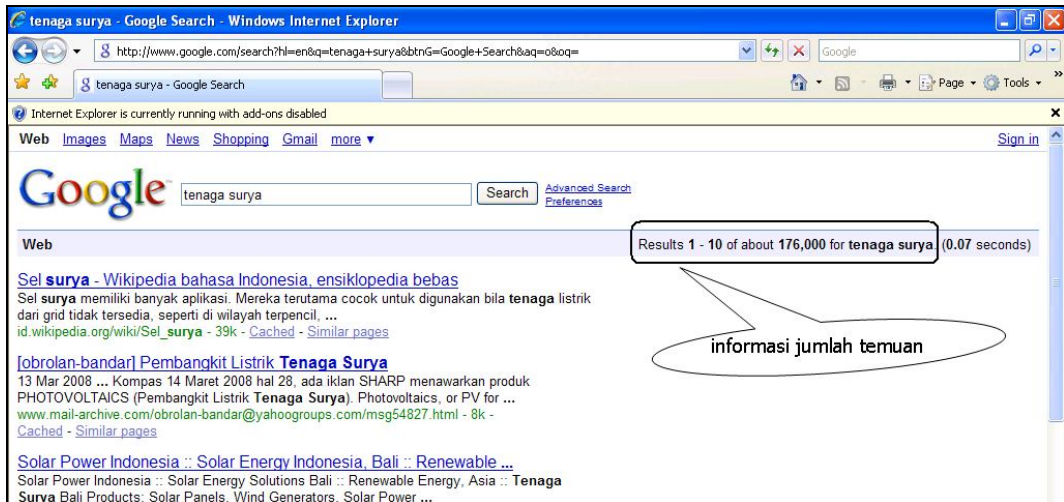 tenaga surya - Google Search - Windows Internet Explorer
http://www.google.com/search?hl=en&q=tenaga+surya&btnG=Google+Search&aq=o&oq=
Google
tenaga surya - Google Search
Page
Tools
»
Internet Explorer is currently running with add-ons disabled
Web Images Maps News Shopping Gmail more ▼
Sign in
Google™
tenaga surya
Search
Advanced Search
Preferences
Web
Results 1 - 10 of about 176,000 for tenaga surya. (0.07 seconds)
Sel surya - Wikipedia bahasa Indonesia, ensiklopedia bebas
Sel surya memiliki banyak aplikasi. Mereka terutama cocok untuk digunakan bila tenaga listrik
dari grid tidak tersedia, seperti di wilayah terpencil, ...
id.wikipedia.org/wiki/Sel_surya - 39k - Cached - Similar pages
informasi jumlah temuan
[obrolan-bandar] Pembangkit Listrik Tenaga Surya
13 Mar 2008 ... Kompas 14 Maret 2008 hal 28, ada iklan SHARP menawarkan produk
PHOTOVOLTAICS (Pembangkit Listrik Tenaga Surya). Photovoltaics, or PV for ...
www.mail-archive.com/obrolan-bandar@yahoogroups.com/msg54827.html - 8k -
Cached - Similar pages
Solar Power Indonesia :: Solar Energy Indonesia, Bali :: Renewable ...
Solar Power Indonesia :: Solar Energy Solutions Bali :: Renewable Energy, Asia :: Tenaga
Surya Bali Products: Solar Panels, Wind Generators, Solar Power ...